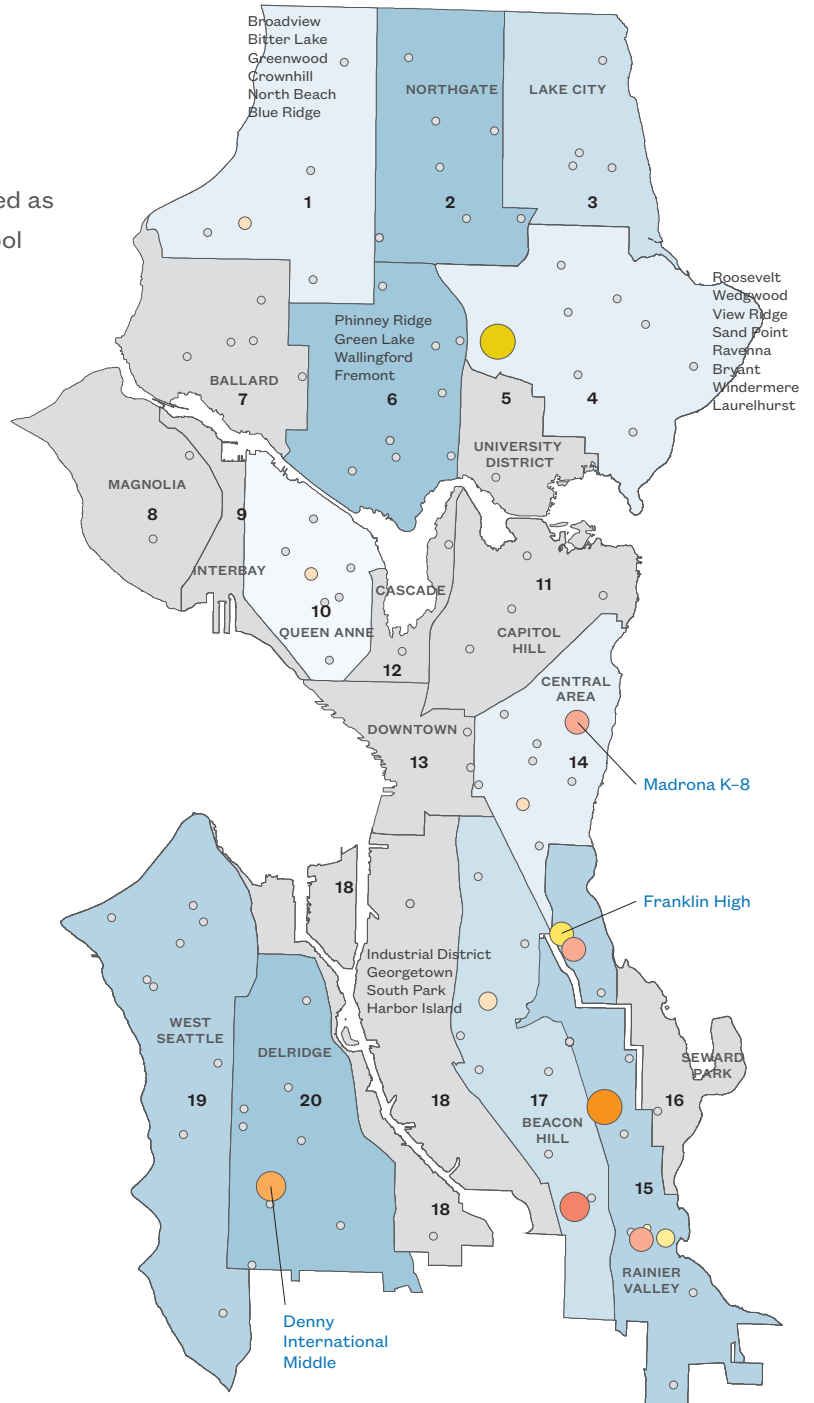 Broadview
Bitter Lake
Greenwood
Crownhill
North Beach
Blue Ridge
NORTHGATE
LAKE CITY
ed as
ool
1
2
3
Roosevelt
Wedgwood
View Ridge
Sand Point
Ravenna
Bryant
Windermere
Laurelhurst
Phinney Ridge
Green Lake
Wallingford
Fremont
BALLARD
7
6
5
4
UNIVERSITY
DISTRICT
MAGNOLIA
8
9
INTERBAY
10
QUEEN ANNE
CASCADE
12
11
CAPITOL
HILL
CENTRAL
AREA
14
DOWNTOWN
13
Madrona K–8
18
Franklin High
Industrial District
Georgetown
South Park
Harbor Island
WEST
SEATTLE
19
DELRIDGE
20
18
17
BEACON
HILL
SEWARD
PARK
16
15
18
RAINIER
VALLEY
Denny
International
Middle